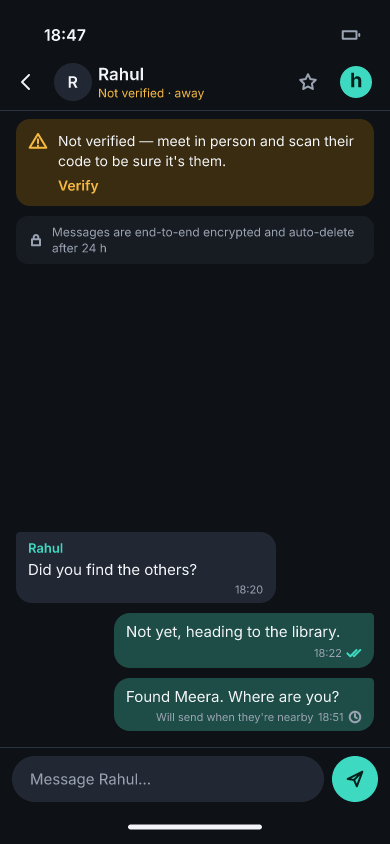 18:47
R
Rahul
Not verified · away
h
Not verified — meet in person and scan their
code to be sure it's them.
Verify
Messages are end-to-end encrypted and auto-delete
after 24 h
Rahul
Did you find the others?
18:20
Not yet, heading to the library.
18:22
Found Meera. Where are you?
Will send when they're nearby 18:51
Message Rahul...